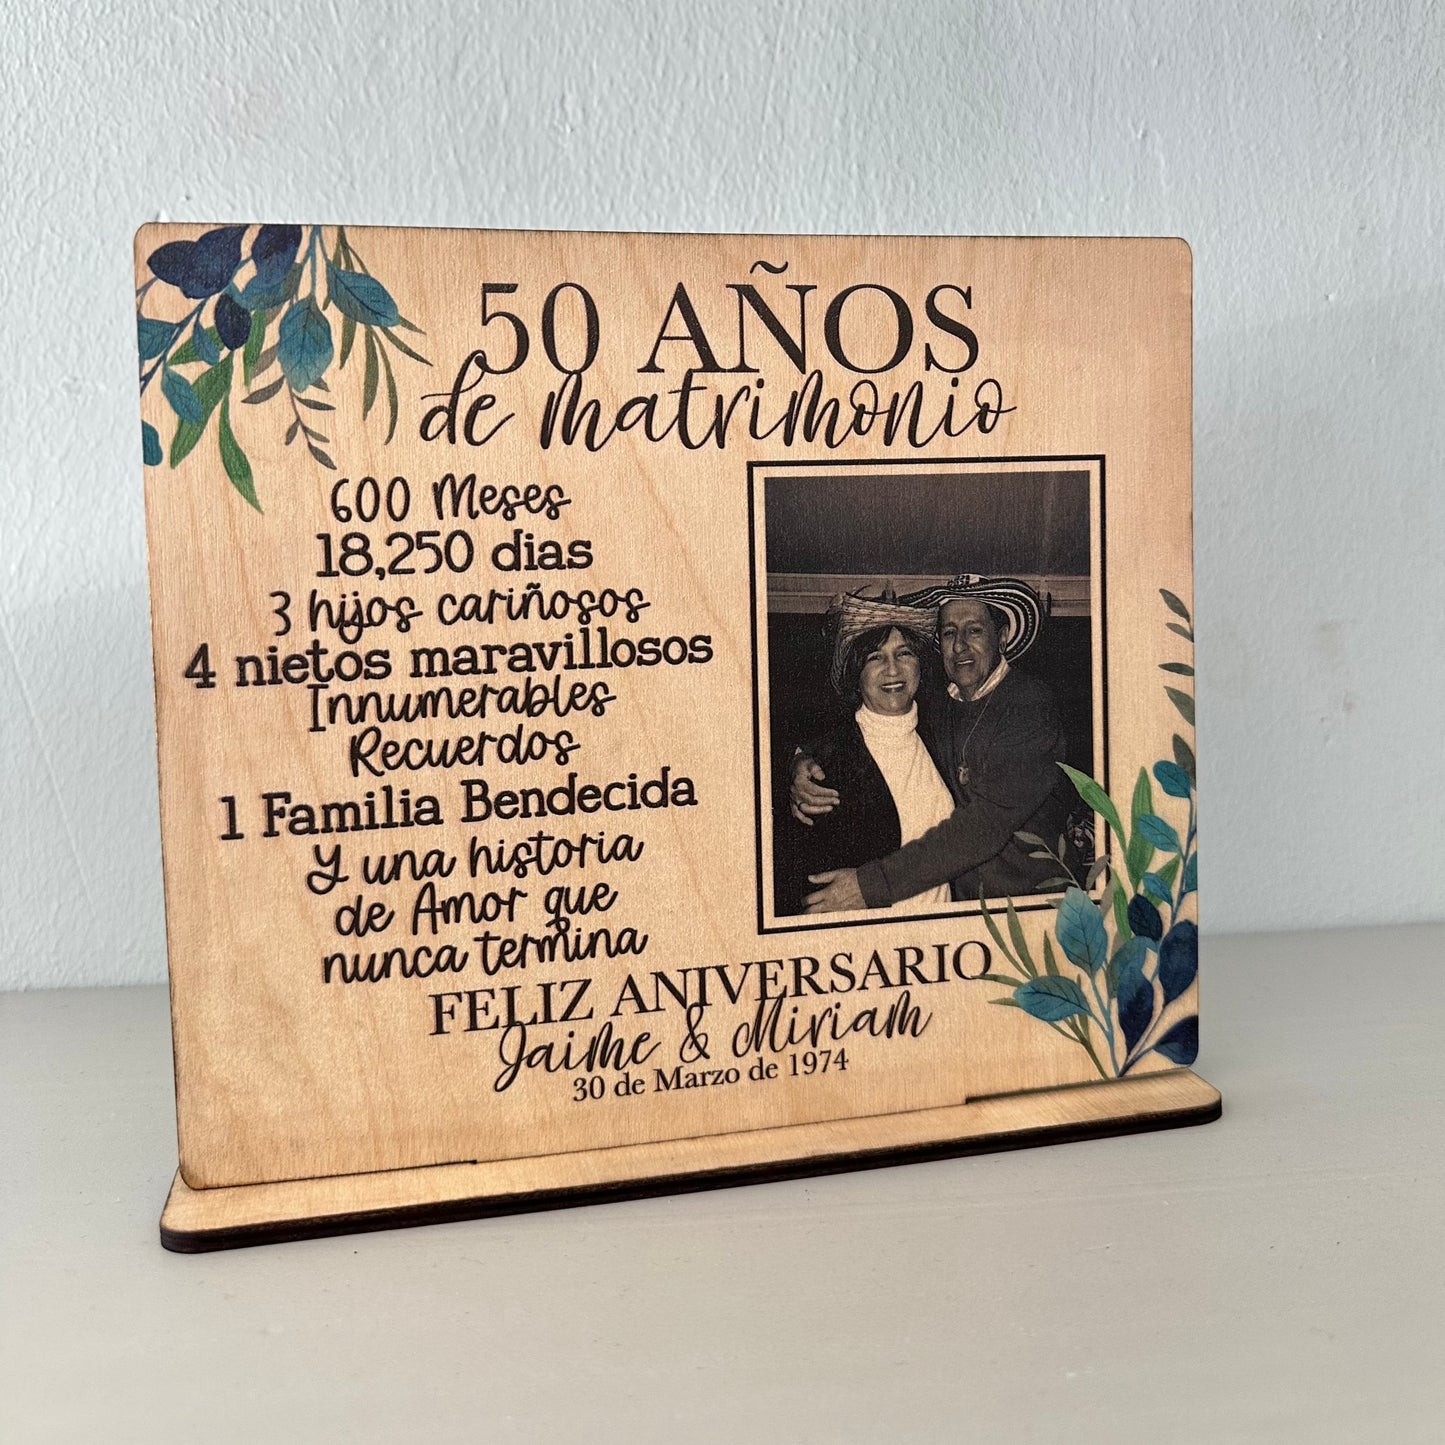 50 AÑOS
de matrimonio
600 Meses
18,250 dias
3 hijos cariñosos
4 nietos maravillosos
Innumerables
Recuerdos
1 Familia Bendecida
Y una historia
de Amor que
nunca termina
FELIZ ANIVERSARIO
Jaime & Miriam
30 de Marzo de 1974